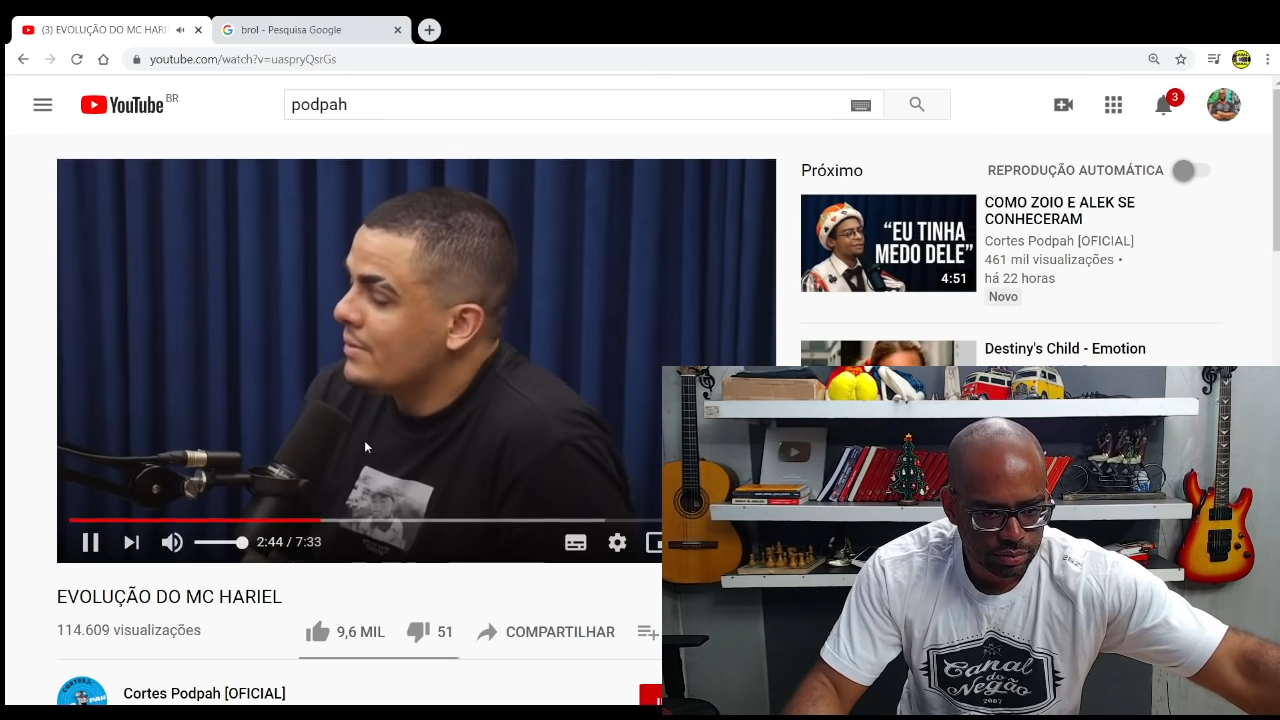 (3) EVOLUÇÃO DO MC HARI
brol - Pesquisa Google
youtube.com/watch?v=uaspryQsrGs
YouTube BR
podpah
3
Próximo
REPRODUÇÃO AUTOMÁTICA
COMO ZOIO E ALEK SE
CONHECERAM
"EU TINHA
MEDO DELE"
4:51
Cortes Podpah [OFICIAL]
461 mil visualizações •
há 22 horas
Novo
Destiny's Child - Emotion
2:44 / 7:33
EVOLUÇÃO DO MC HARIEL
114.609 visualizações
9,6 MIL
51
COMPARTILHAR
Cortes Podpah [OFICIAL]
Canal
do
Negão
2007